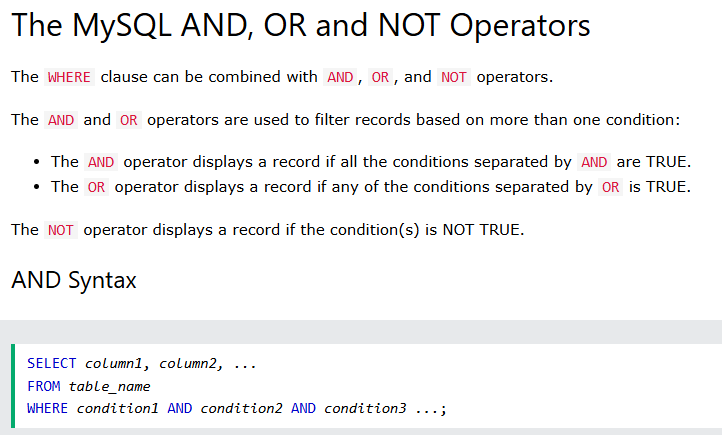 The MySQL AND, OR and NOT Operators
The WHERE clause can be combined with AND, OR, and NOT operators.
The AND and OR operators are used to filter records based on more than one condition:
• The AND operator displays a record if all the conditions separated by AND are TRUE.
• The OR operator displays a record if any of the conditions separated by OR is TRUE.
The NOT operator displays a record if the condition(s) is NOT TRUE.
AND Syntax
SELECT column1, column2, ...
FROM table_name
WHERE condition1 AND condition2 AND condition3 ...;